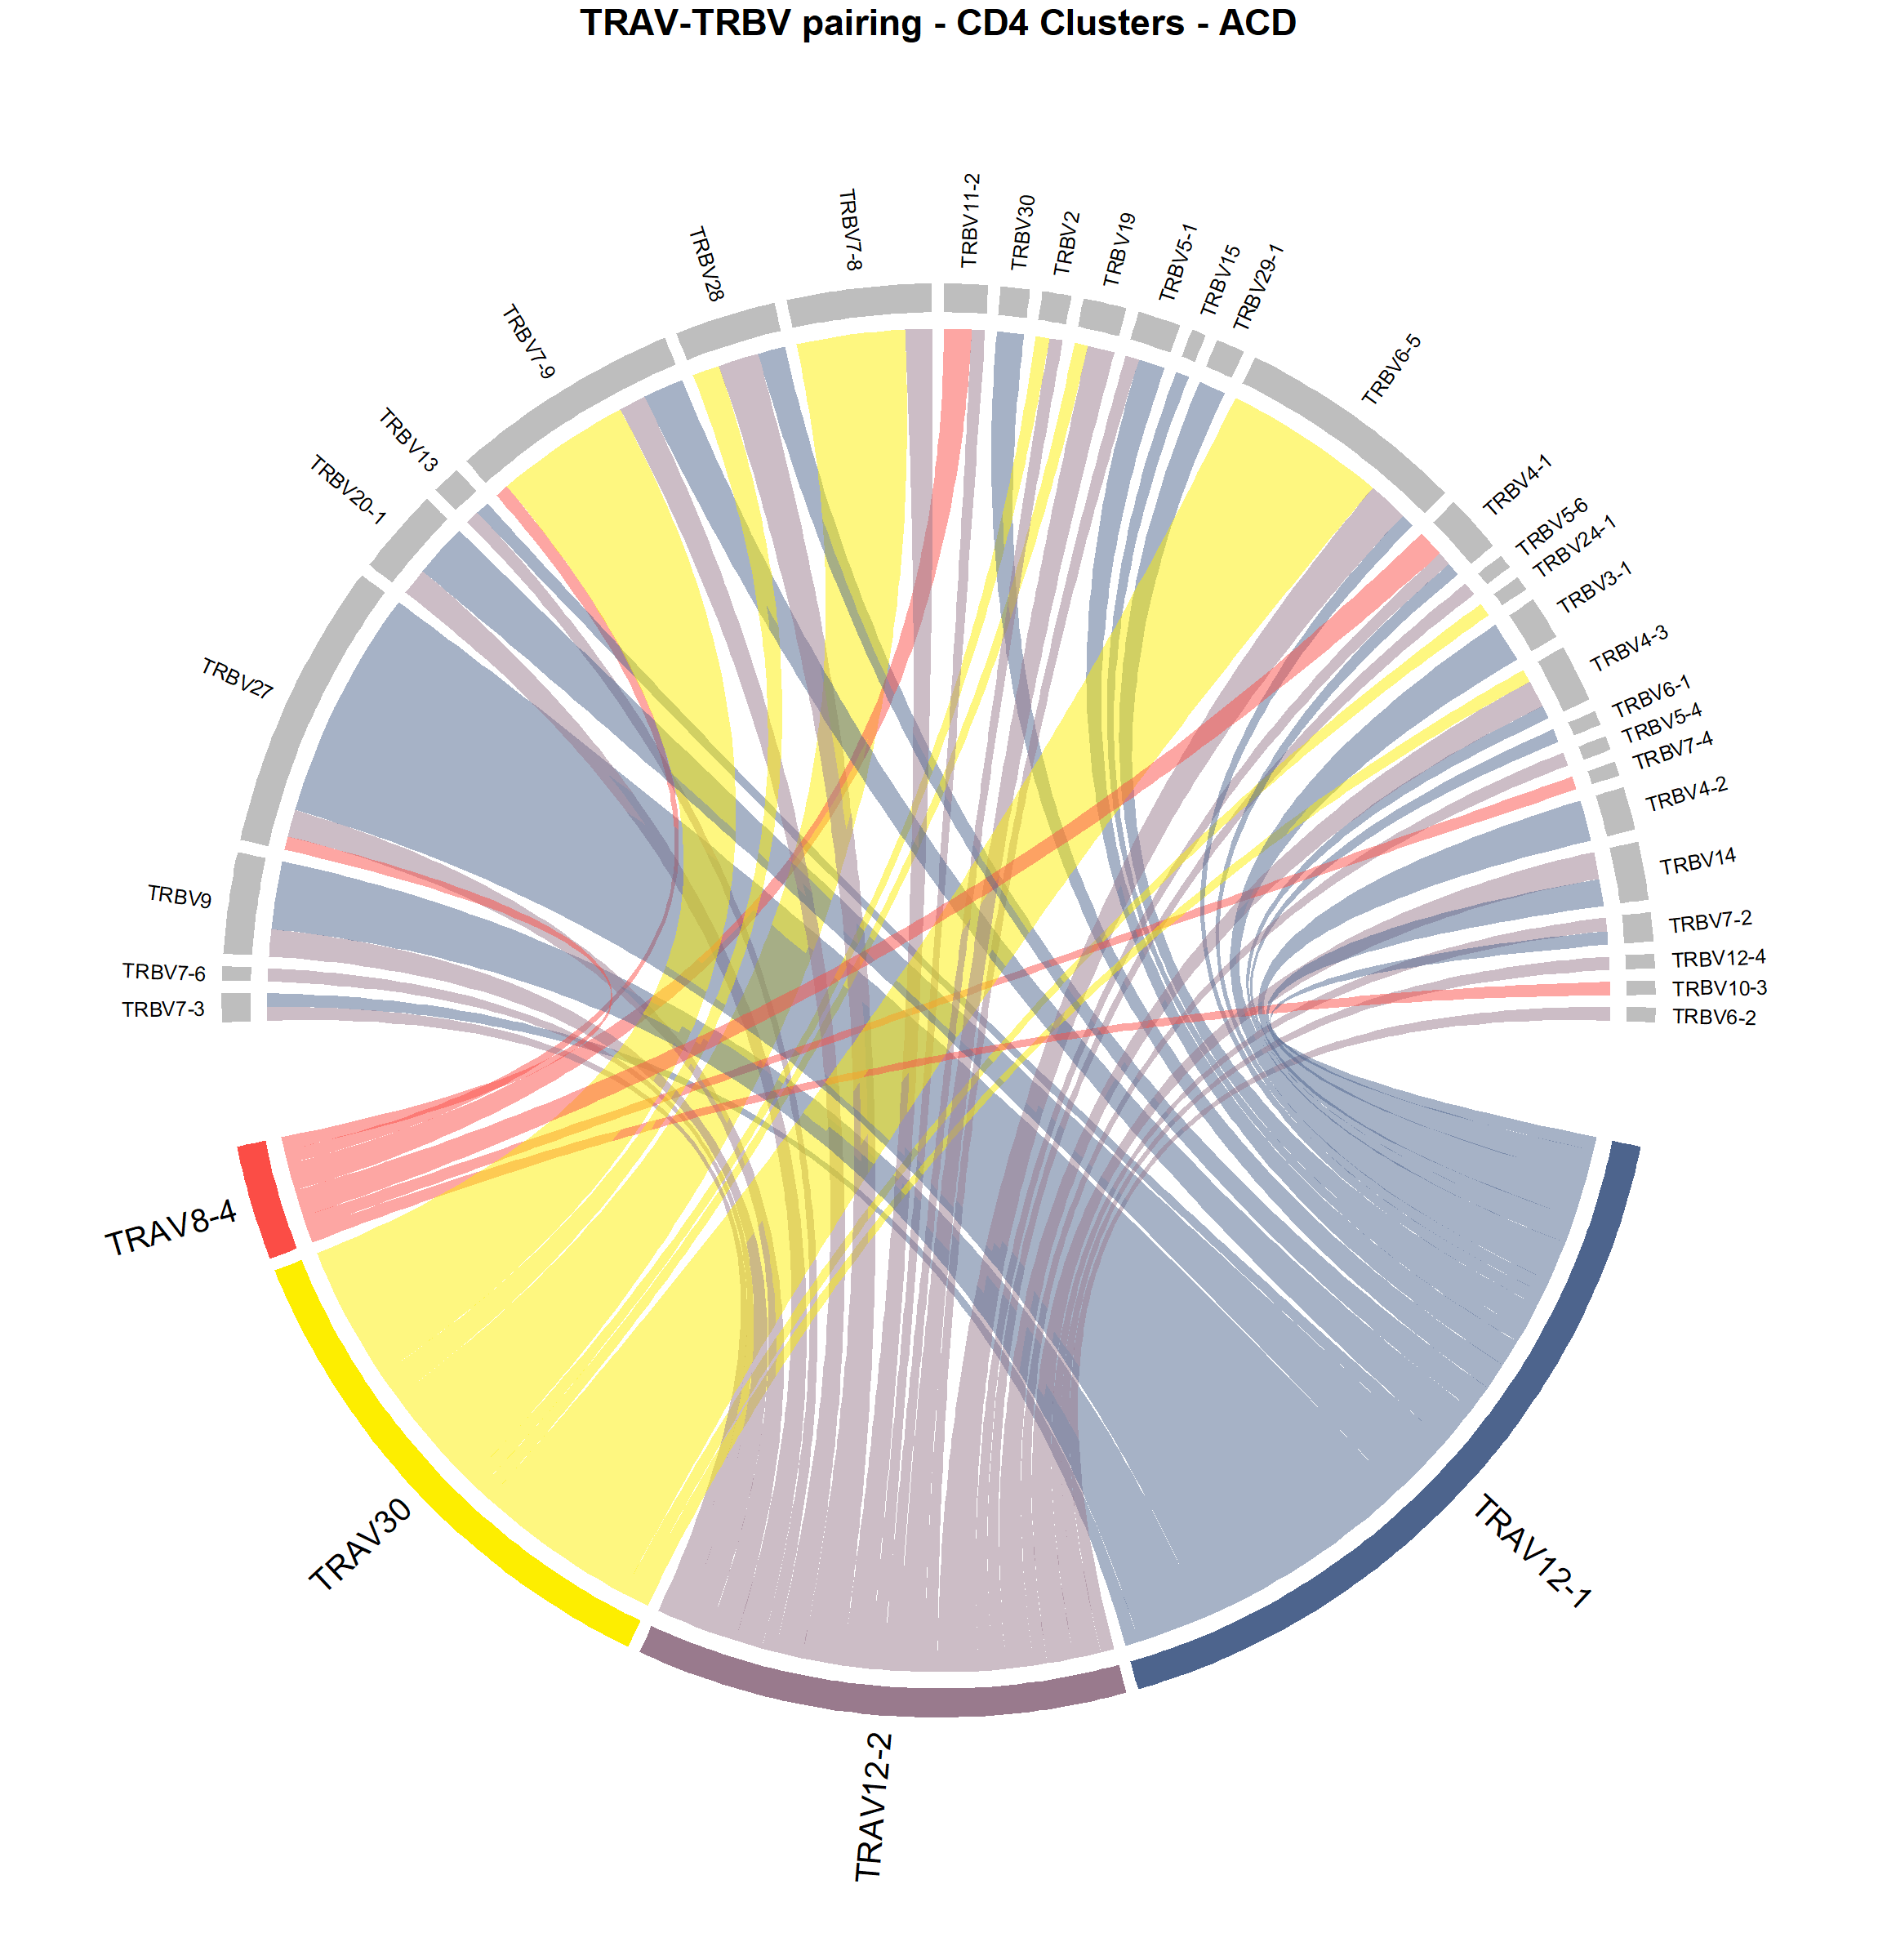 TRAV-TRBV pairing - CD4 Clusters - ACD
TRBV7-3
TRBV7-6
TRBV9
TRBV27
TRBV20-1
TRBV13
TRBV7-9
TRBV28
TRBV7-8
TRBV11-2
TRBV30
TRBV2
TRBV19
TRBV5-1
TRBV15
TRBV29-1
TRBV6-5
TRBV4-1
TRBV5-6
TRBV24-1
TRBV3-1
TRBV4-3
TRBV6-1
TRBV5-4
TRBV7-4
TRBV4-2
TRBV14
TRBV7-2
TRBV12-4
TRBV10-3
TRBV6-2
TRAV12-1
TRAV12-2
TRAV30
TRAV8-4